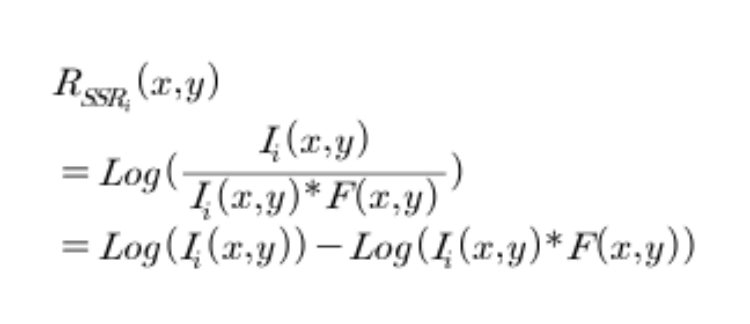 R_{SSR_i}(x,y)
= Log(\frac{I_i(x,y)}{I_i(x,y)*F(x,y)})
= Log(I_i(x,y)) − Log(I_i(x,y)*F(x,y))